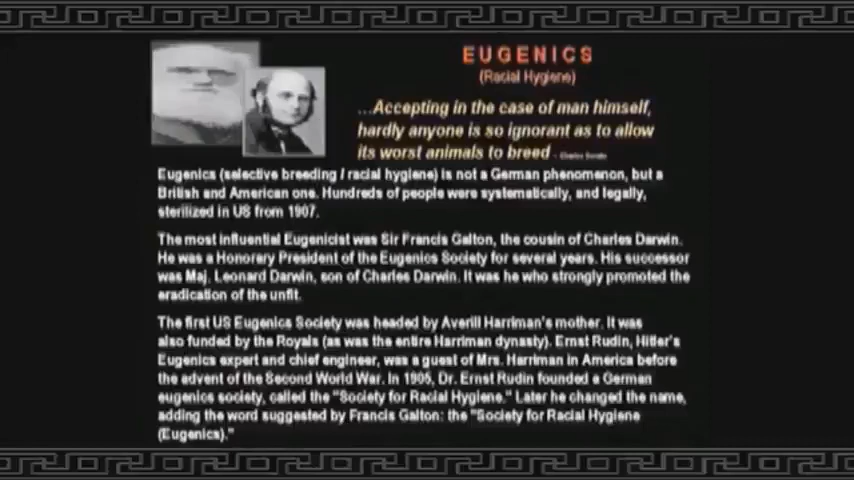 EUGENICS
(Racial Hygiene)
...Accepting in the case of man himself,
hardly anyone is so ignorant as to allow
its worst animals to breed -
Eugenics (selective breeding / racial hygiene) is not a German phenomenon, but a
British and American one. Hundreds of people were systematically, and legally,
sterilized in US from 1907.
The most influential Eugenicist was Sir Francis Galton, the cousin of Charles Darwin.
He was a Honorary President of the Eugenics Society for several years. His successor
was Maj. Leonard Darwin, son of Charles Darwin. It was he who strongly promoted the
eradication of the unfit.
The first US Eugenics Society was headed by Averill Harriman's mother. It was
also funded by the Royals (as was the entire Harriman dynasty). Ernst Rudin, Hitler's
Eugenics expert and chief engineer, was a guest of Mrs. Harriman in America before
the advent of the Second World War. In 1905, Dr. Ernst Rudin founded a German
eugenics society, called the "Society for Racial Hygiene." Later he changed the name,
adding the word suggested by Francis Galton: the "Society for Racial Hygiene
(Eugenics)."